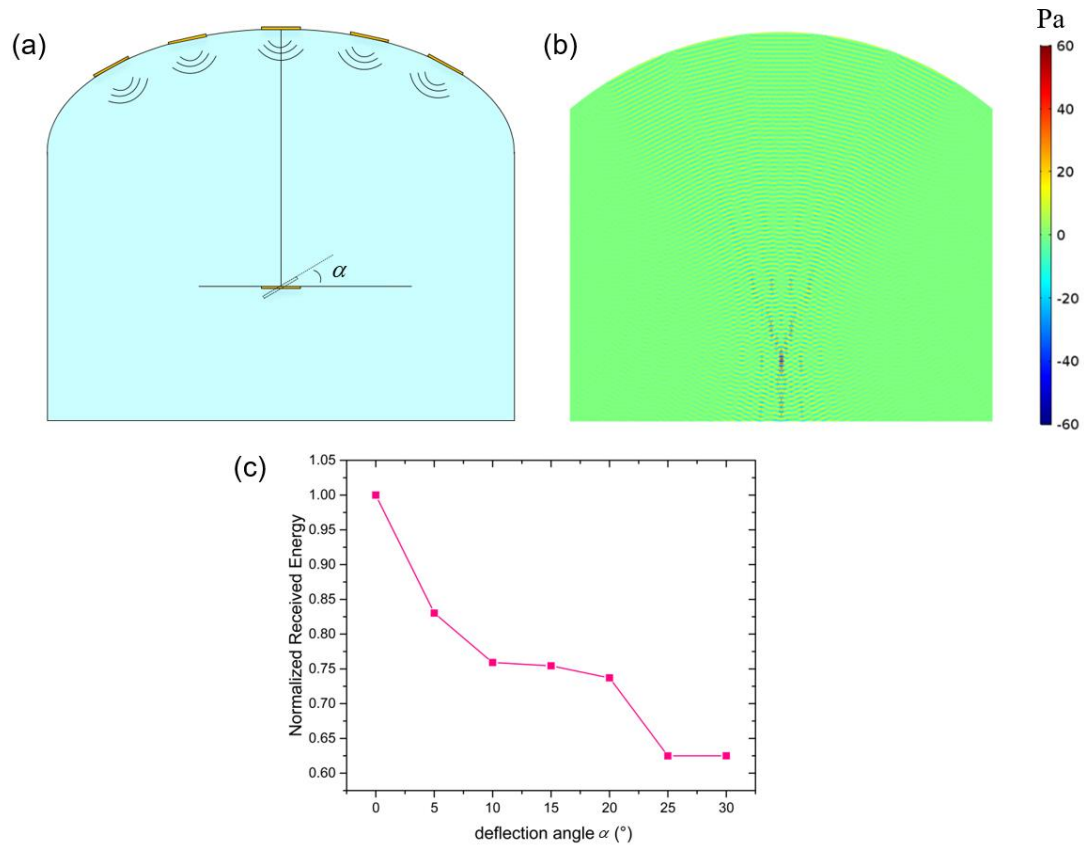 (a)
α
(b)
Pa
60
40
20
0
-20
-40
-60
(c)
1.05
1.00
0.95
0.90
0.85
0.80
0.75
0.70
0.65
0.60
Normalized Received Energy
0 5 10 15 20 25 30
deflection angle α (°)